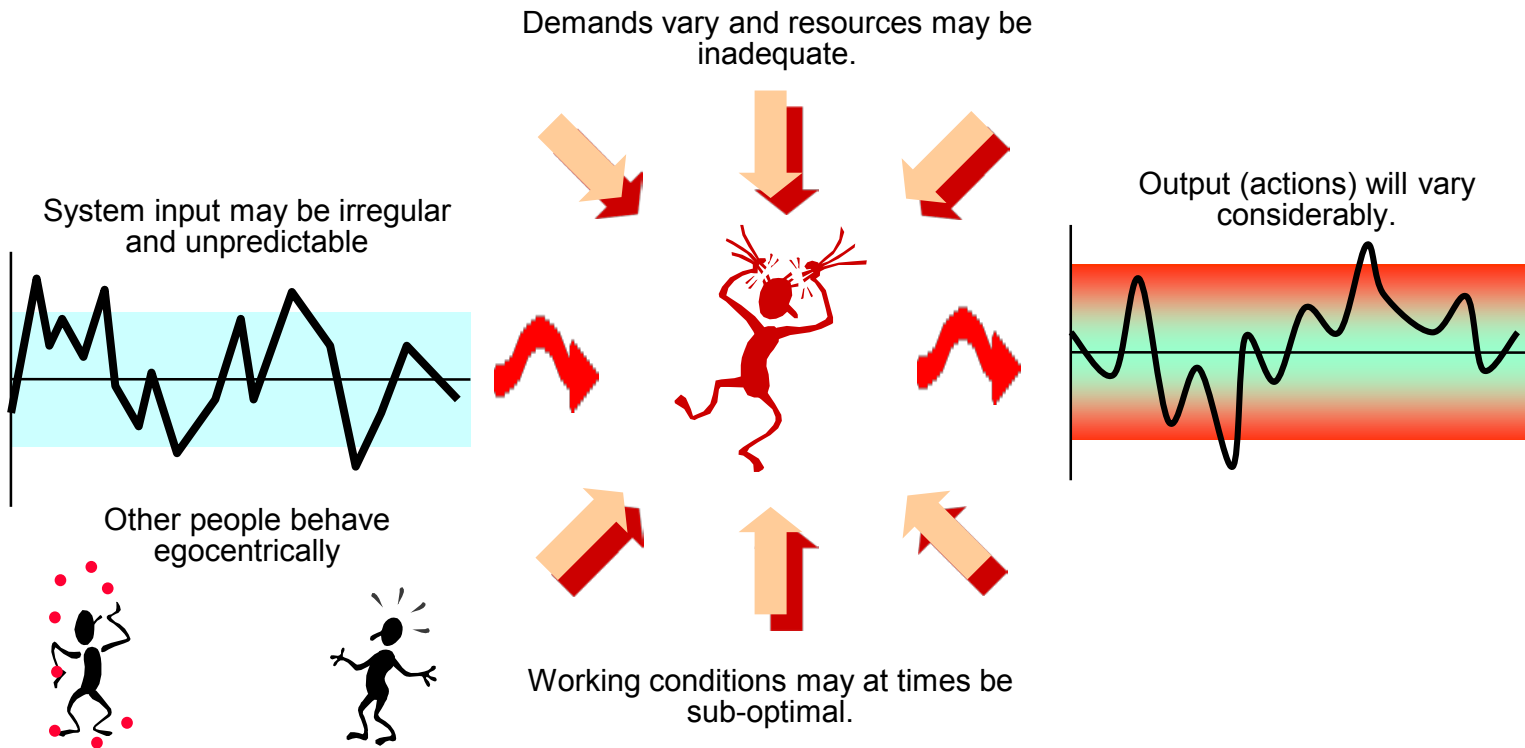 Demands vary and resources may be
inadequate.
System input may be irregular
and unpredictable
Output (actions) will vary
considerably.
Other people behave
egocentrically
Working conditions may at times be
sub-optimal.